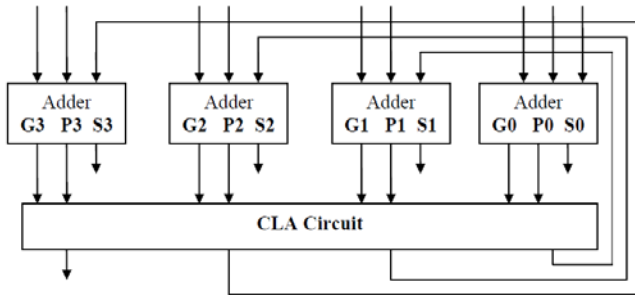 Adder
G3 P3 S3
Adder
G2 P2 S2
Adder
G1 P1 S1
Adder
G0 P0 S0
CLA Circuit